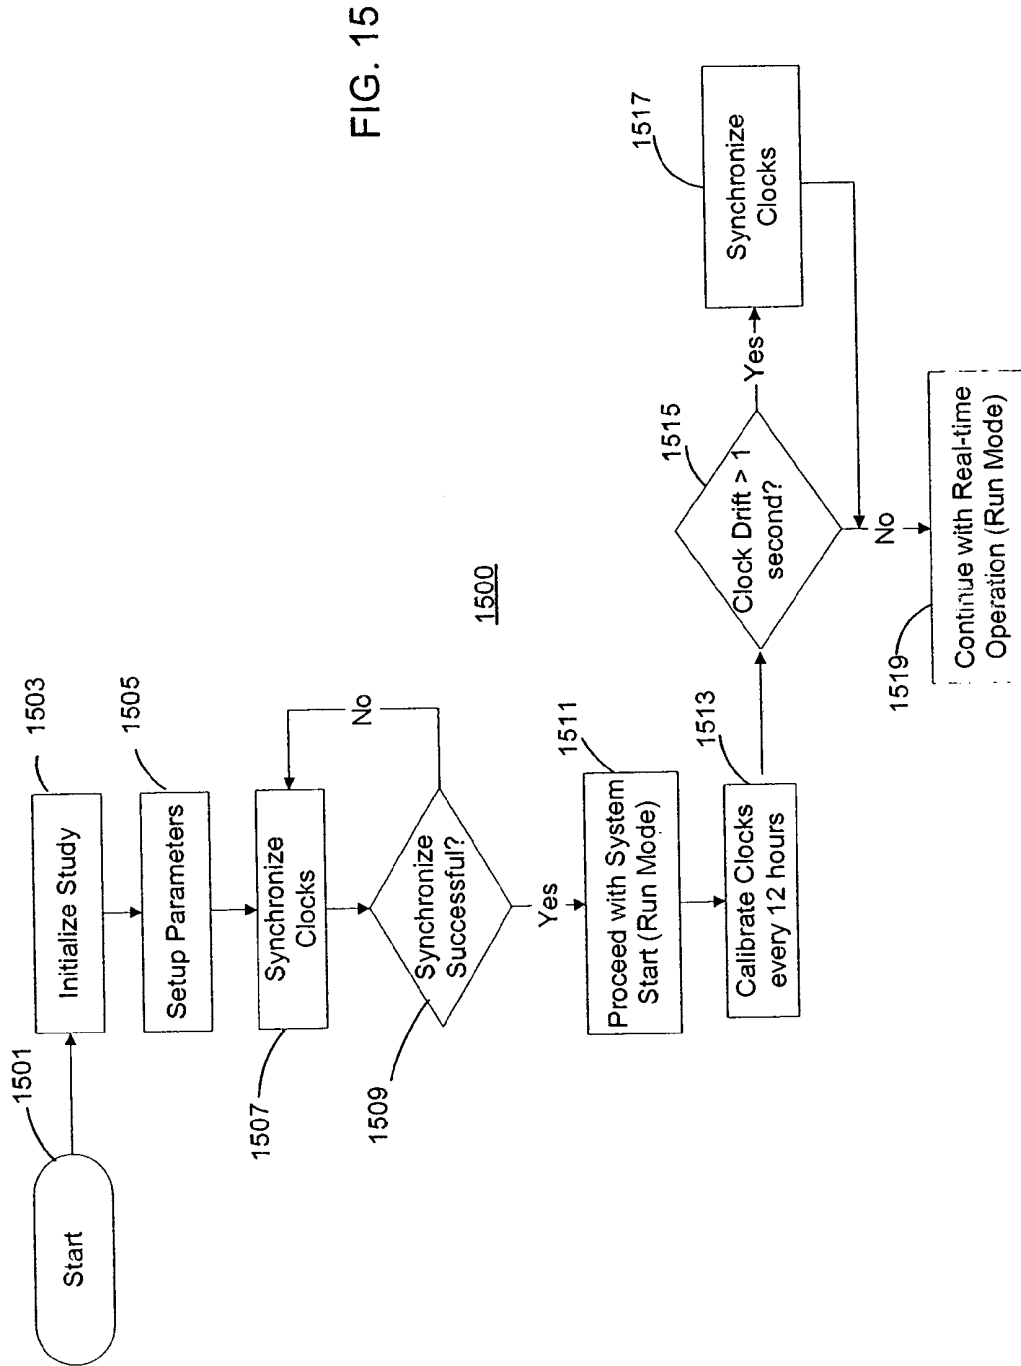 FIG. 15
1500
1501
Start
1503
Initialize Study
1505
Setup Parameters
1507
Synchronize
Clocks
1509
Synchronize
Successful?
No
Yes
1511
Proceed with System
Start (Run Mode)
1513
Calibrate Clocks
every 12 hours
1515
Clock Drift > 1
second?
Yes
1517
Synchronize
Clocks
No
1519
Continue with Real-time
Operation (Run Mode)